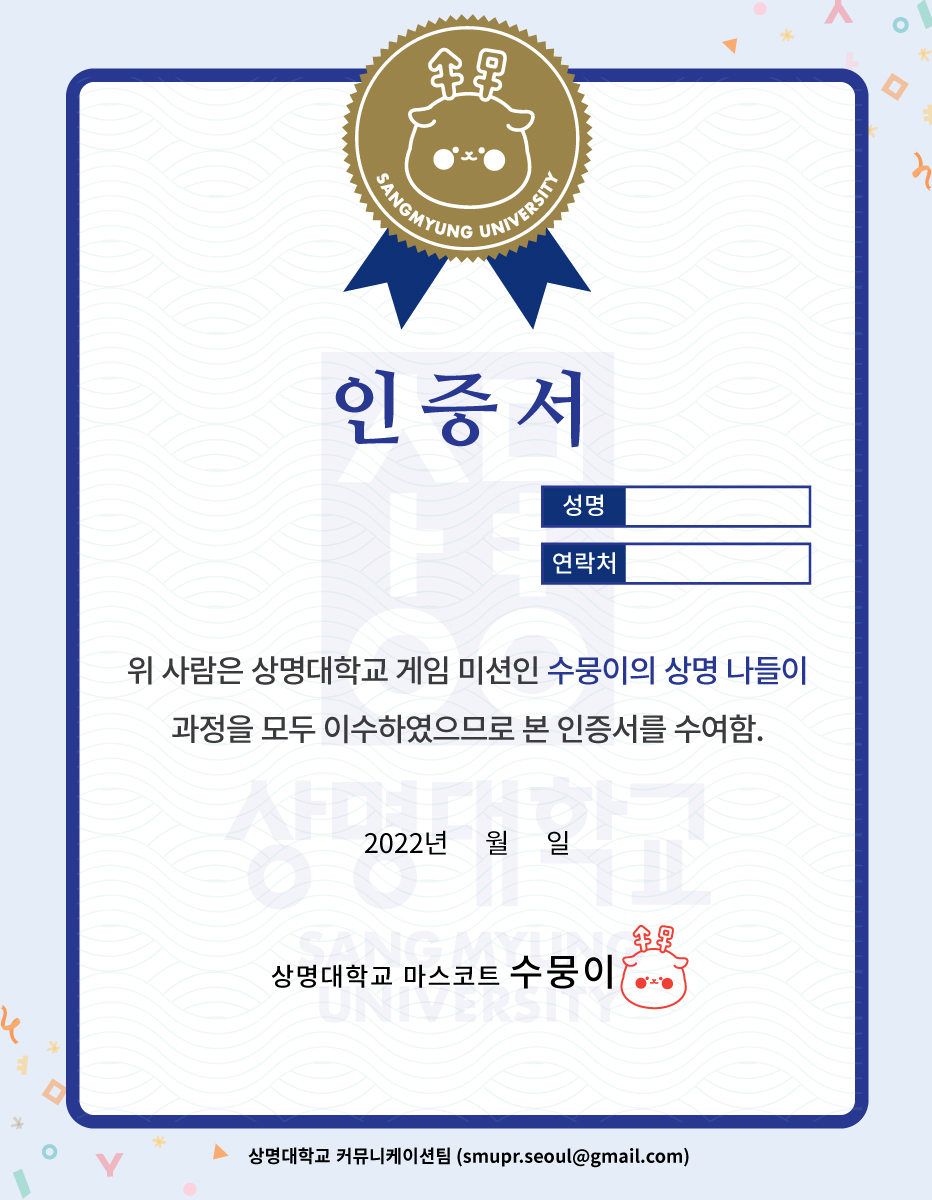 SANGMYUNG UNIVERSITY
인증서
성명
연락처
위 사람은 상명대학교 게임 미션인 수뭉이의 상명 나들이
과정을 모두 이수하였으므로 본 인증서를 수여함.
상명대학교
2022년 월 일
SANG MYUNG
상명대학교 마스코트 수뭉이
UNIVERSITY
상명대학교 커뮤니케이션팀 (smupr.seoul@gmail.com)